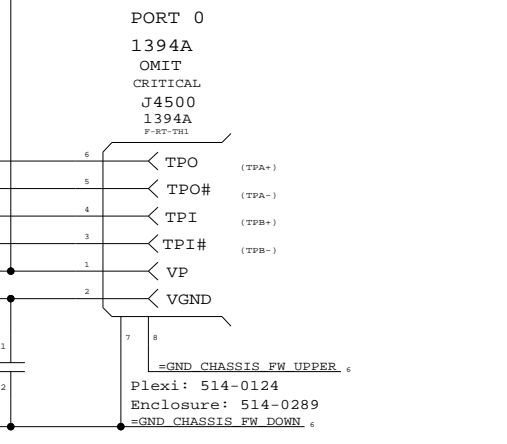 PORT 0
1394A
OMIT
CRITICAL
J4500
1394A
F-RT-TH1
6 TPO (TPA+)
5 TPO# (TPA-)
4 TPI (TPB+)
3 TPI# (TPB-)
1 VP
2 VGND
7 8
1
=GND_CHASSIS_FW_UPPER 6
2
Plexi: 514-0124
Enclosure: 514-0289
=GND_CHASSIS_FW_DOWN 6